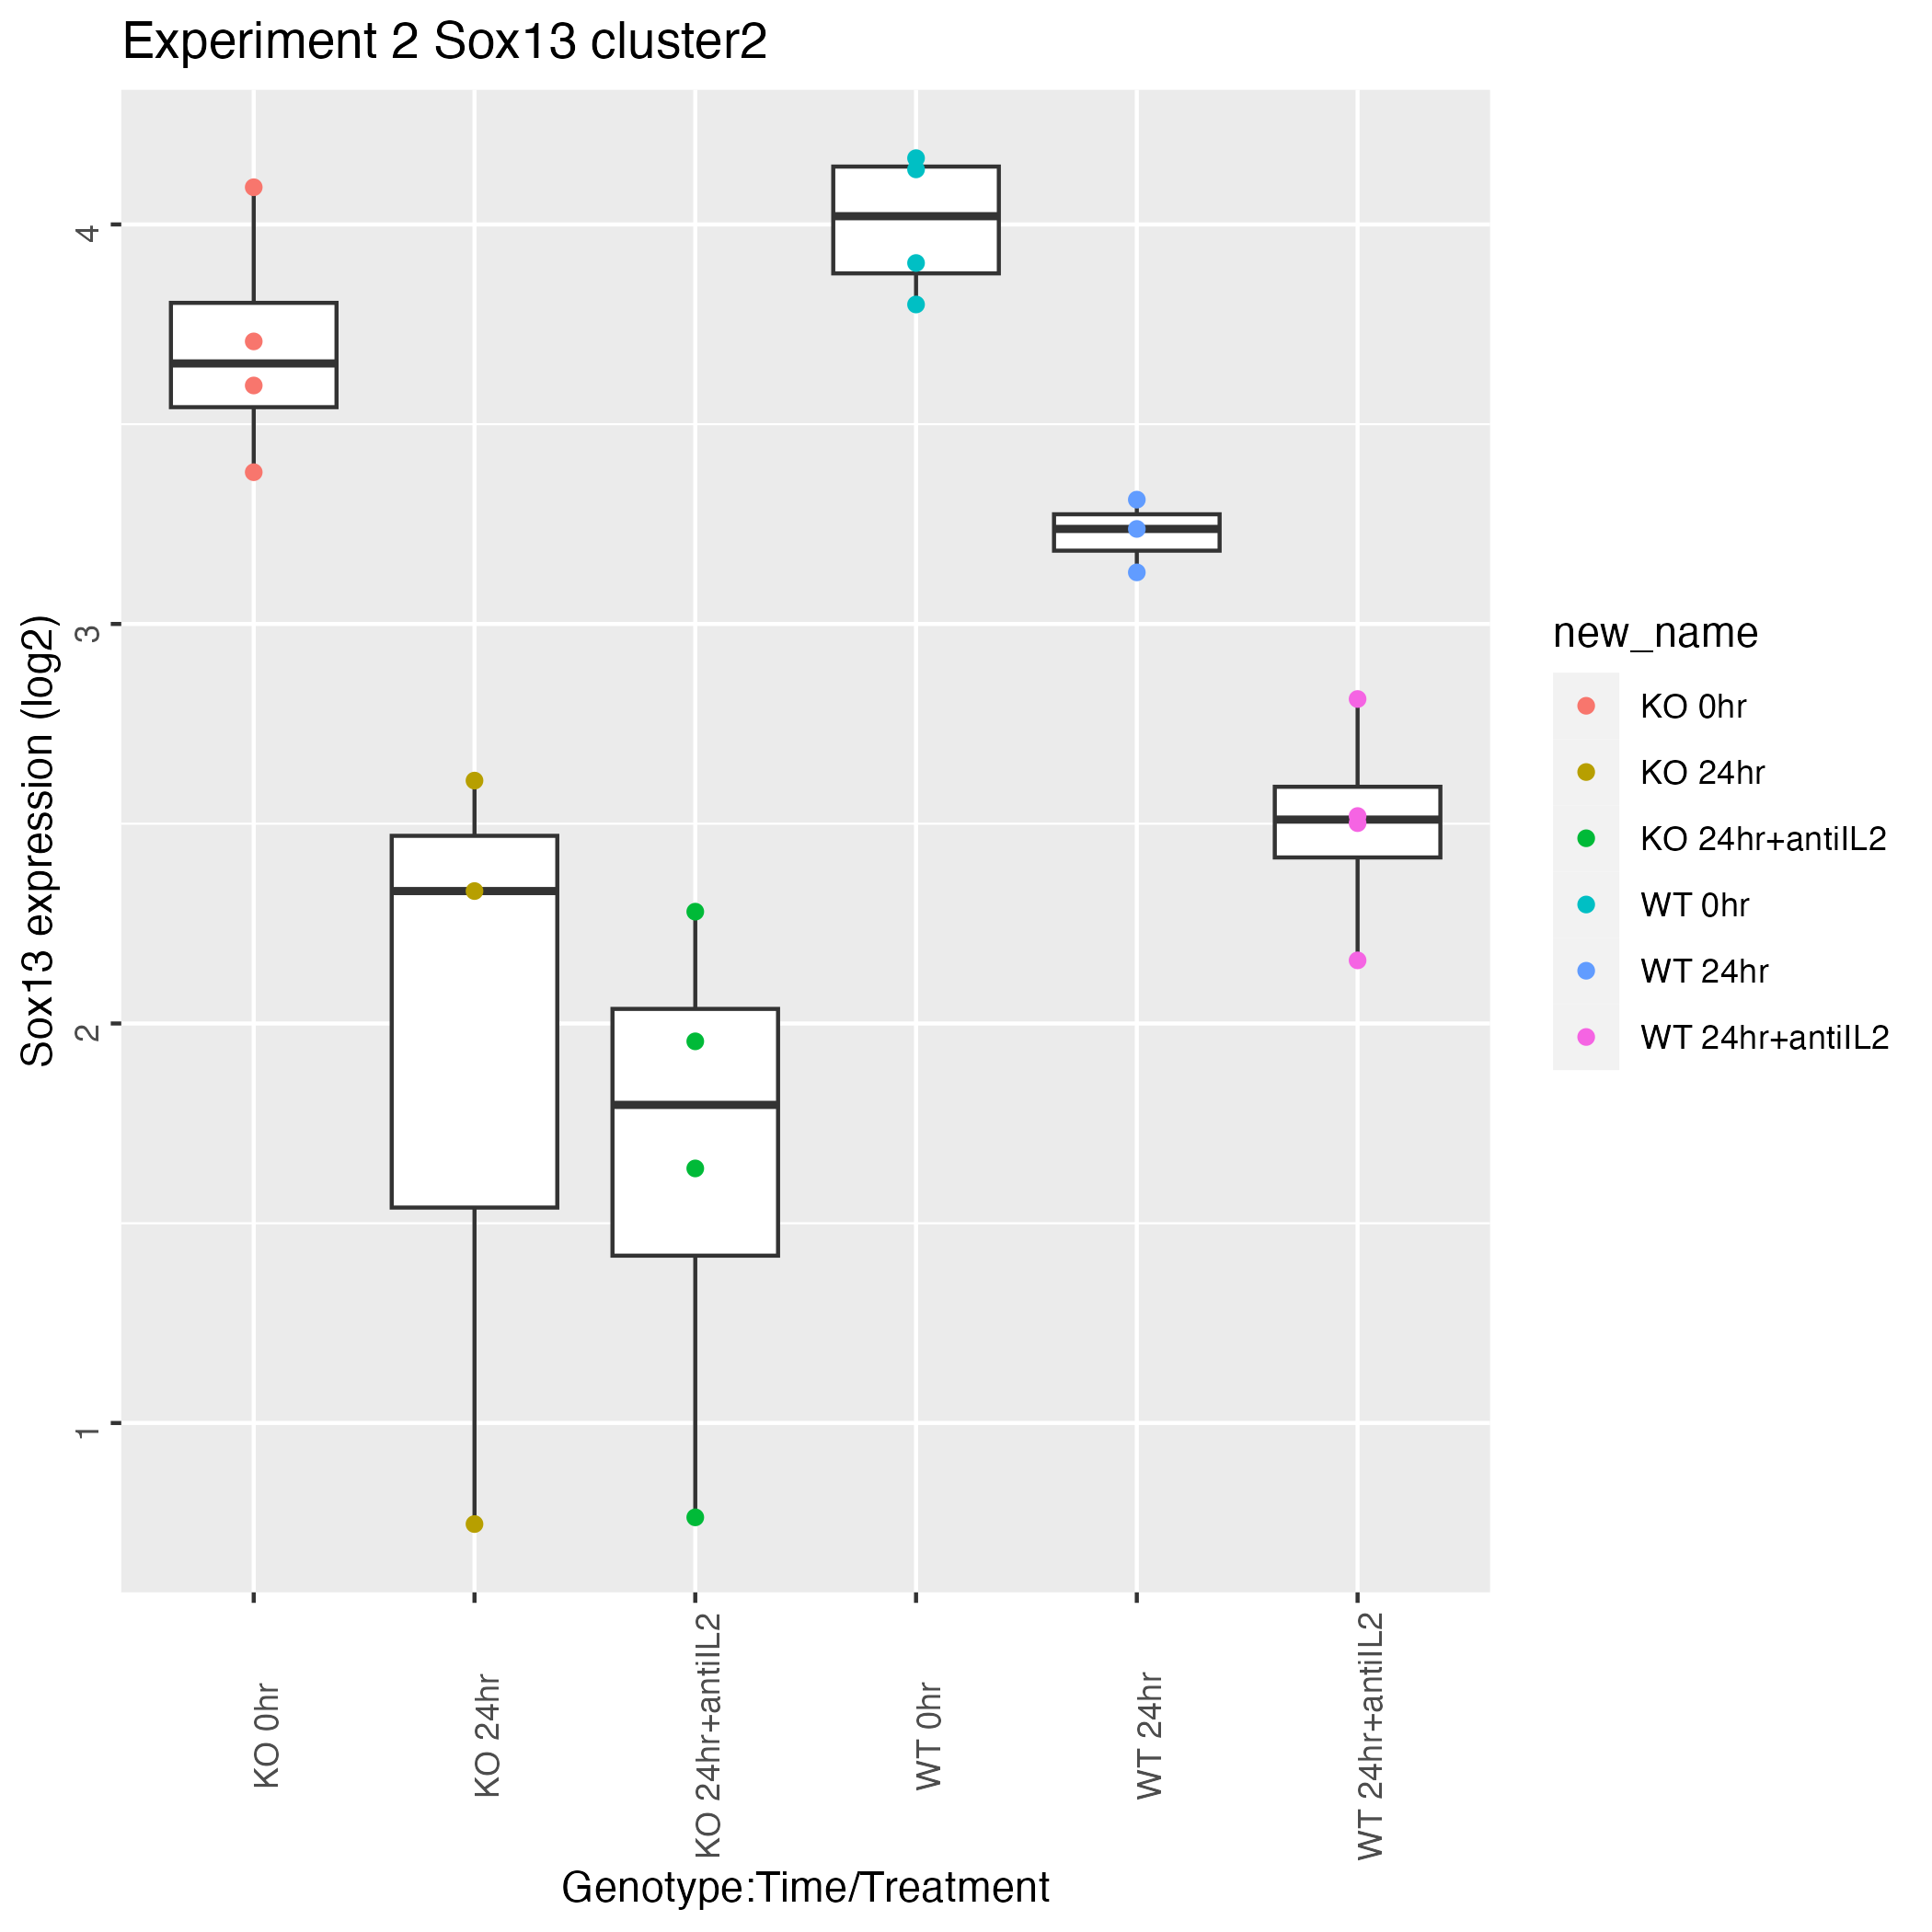 Experiment 2 Sox13 cluster2
Sox13 expression (log2)
4
3
2
1
KO 0hr
KO 24hr
KO 24hr+antiIL2
WT 0hr
WT 24hr
WT 24hr+antiIL2
Genotype:Time/Treatment
new_name
KO 0hr
KO 24hr
KO 24hr+antiIL2
WT 0hr
WT 24hr
WT 24hr+antiIL2